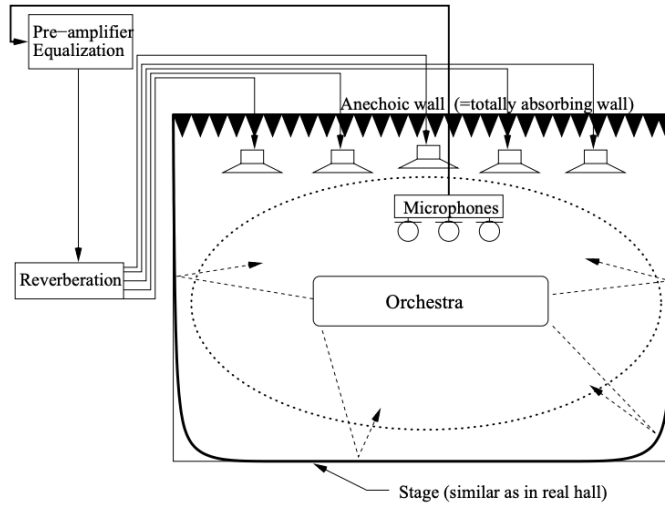 Pre−amplifier
Equalization
Anechoic wall (=totally absorbing wall)
Microphones
Reverberation
Orchestra
Stage (similar as in real hall)